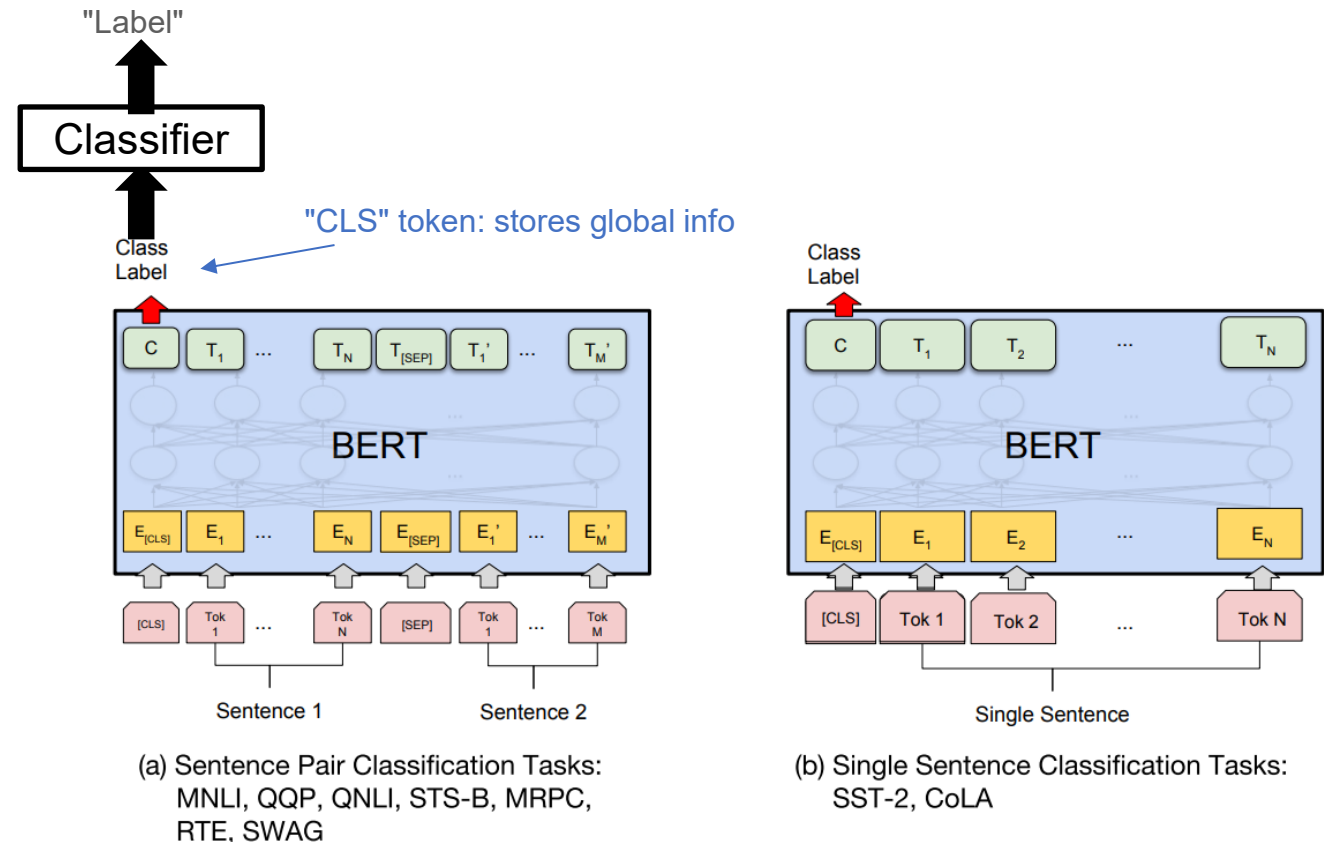 "Label"
Classifier
"CLS" token: stores global info
Class
Label
C T1 ... TN T[SEP] T1' ... TM'
...
BERT
...
E[CLS] E1 ... EN E[SEP] E1' ... EM'
[CLS] Tok 1 ... Tok N [SEP] Tok 1 ... Tok M
Sentence 1 Sentence 2
(a) Sentence Pair Classification Tasks:
MNLI, QQP, QNLI, STS-B, MRPC,
RTE, SWAG
Class
Label
C T1 T2 ... TN
...
BERT
...
E[CLS] E1 E2 ... EN
[CLS] Tok 1 Tok 2 ... Tok N
Single Sentence
(b) Single Sentence Classification Tasks:
SST-2, CoLA